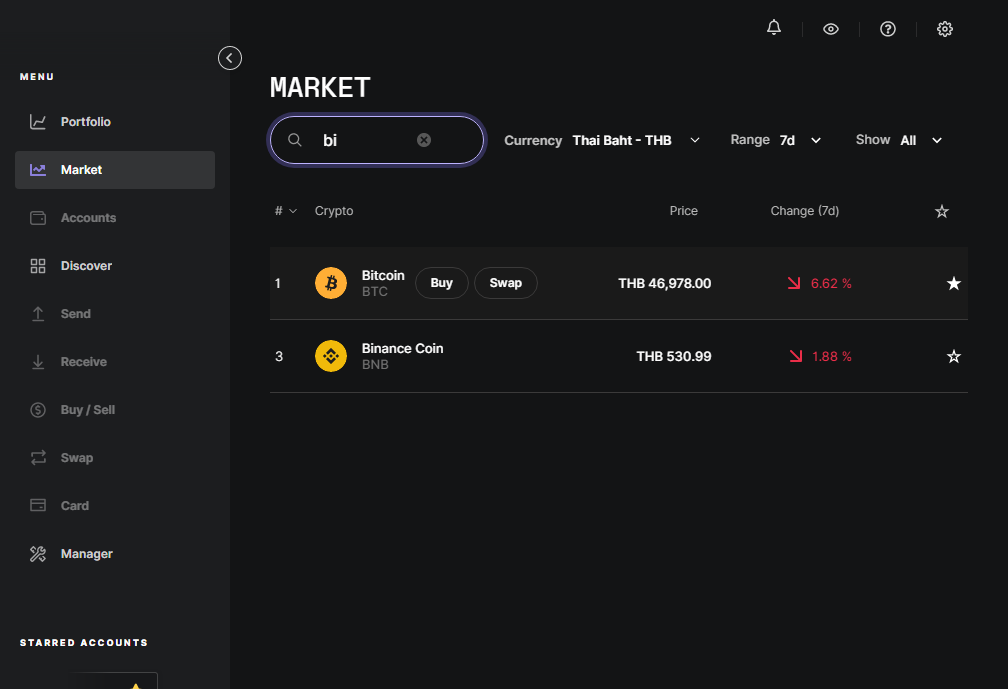 MENU
Portfolio
Market
Accounts
Discover
Send
Receive
Buy / Sell
Swap
Card
Manager
STARRED ACCOUNTS
MARKET
bi
Currency Thai Baht - THB
Range 7d
Show All
# Crypto Price Change (7d)
1 Bitcoin BTC Buy Swap THB 46,978.00 6.62 %
3 Binance Coin BNB THB 530.99 1.88 %